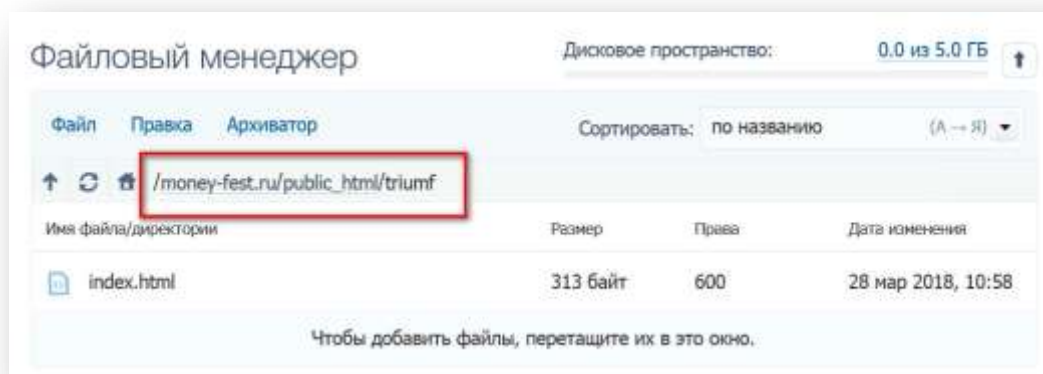 Файловый менеджер
Дисковое пространство: 0.0 из 5.0 ГБ
Файл Правка Архиватор
Сортировать: по названию (А → Я)
/money-fest.ru/public_html/triumf
Имя файла/директории Размер Права Дата изменения
index.html 313 байт 600 28 мар 2018, 10:58
Чтобы добавить файлы, перетащите их в это окно.